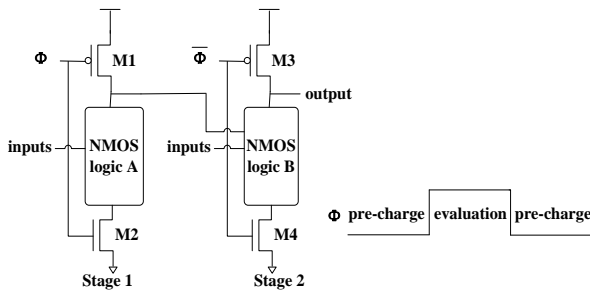 Φ
M1
Φ̅
M3
output
inputs
NMOS
logic A
inputs
NMOS
logic B
Φ
pre-charge
evaluation
pre-charge
M2
M4
Stage 1
Stage 2